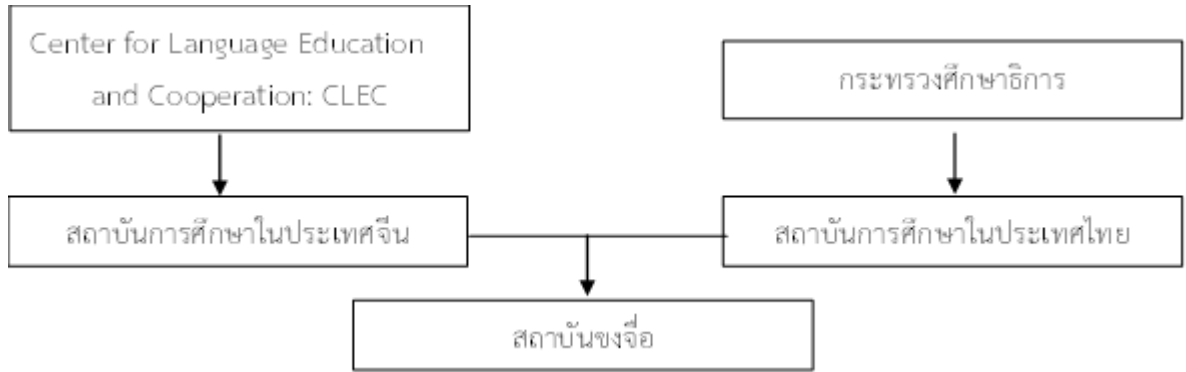 Center for Language Education
and Cooperation: CLEC
กระทรวงศึกษาธิการ
สถาบันการศึกษาในประเทศจีน
สถาบันการศึกษาในประเทศไทย
สถาบันขงจื่อ